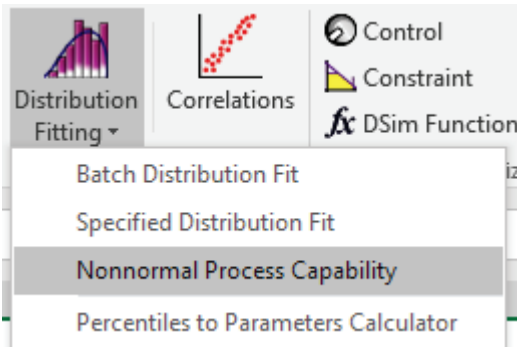 Distribution
Fitting
Correlations
Control
Constraint
fx DSim Function
Batch Distribution Fit
Specified Distribution Fit
Nonnormal Process Capability
Percentiles to Parameters Calculator